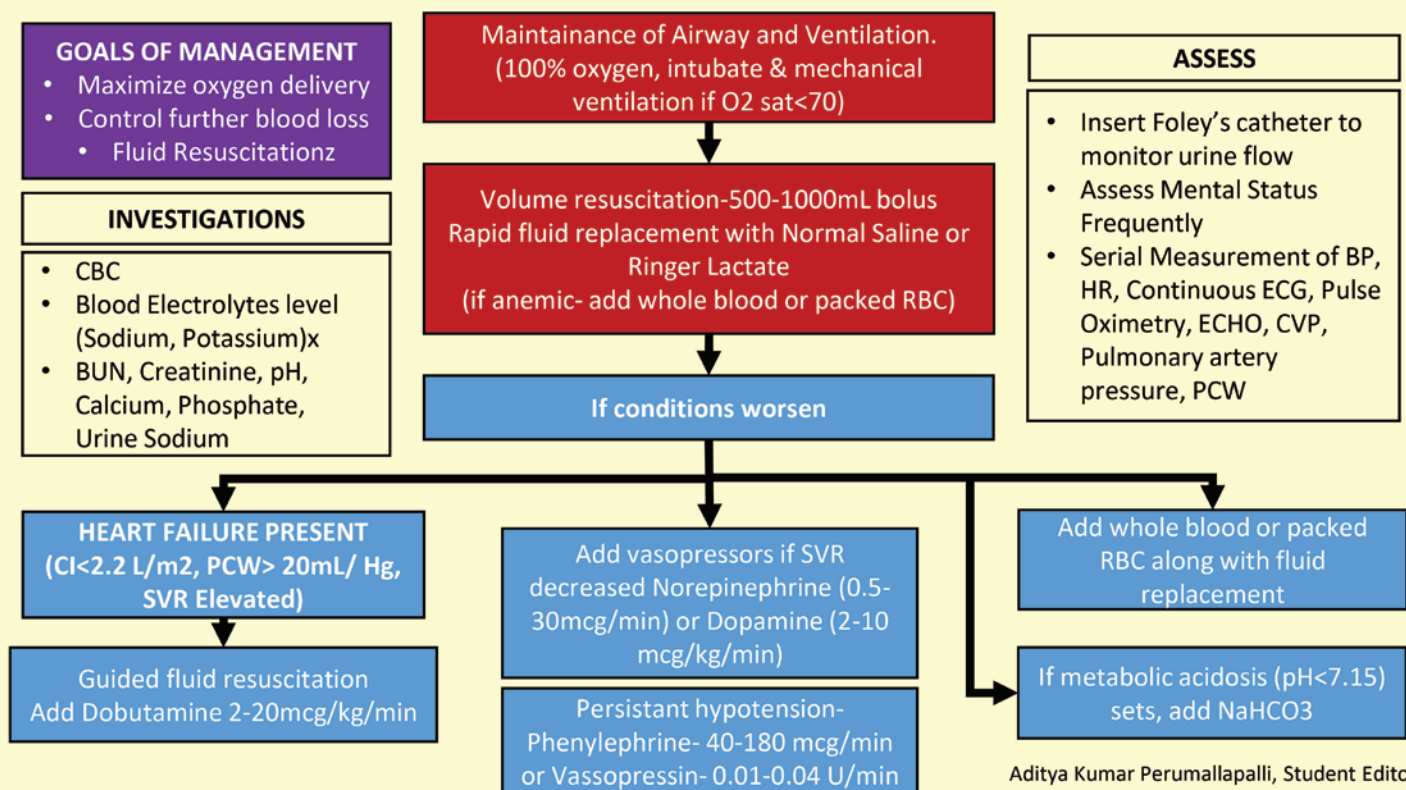 GOALS OF MANAGEMENT
• Maximize oxygen delivery
• Control further blood loss
• Fluid Resuscitationz
INVESTIGATIONS
• CBC
• Blood Electrolytes level
(Sodium, Potassium)x
• BUN, Creatinine, pH,
Calcium, Phosphate,
Urine Sodium
Maintainance of Airway and Ventilation.
(100% oxygen, intubate & mechanical
ventilation if O2 sat<70)
Volume resuscitation-500-1000mL bolus
Rapid fluid replacement with Normal Saline or
Ringer Lactate
(if anemic- add whole blood or packed RBC)
If conditions worsen
ASSESS
• Insert Foley's catheter to
monitor urine flow
• Assess Mental Status
Frequently
• Serial Measurement of BP,
HR, Continuous ECG, Pulse
Oximetry, ECHO, CVP,
Pulmonary artery
pressure, PCW
HEART FAILURE PRESENT
(CI<2.2 L/m2, PCW> 20mL/ Hg,
SVR Elevated)
Guided fluid resuscitation
Add Dobutamine 2-20mcg/kg/min
Add vasopressors if SVR
decreased Norepinephrine (0.5-
30mcg/min) or Dopamine (2-10
mcg/kg/min)
Persistant hypotension-
Phenylephrine- 40-180 mcg/min
or Vassopressin- 0.01-0.04 U/min
Add whole blood or packed
RBC along with fluid
replacement
If metabolic acidosis (pH<7.15)
sets, add NaHCO3
Aditya Kumar Perumallapalli, Student Edito